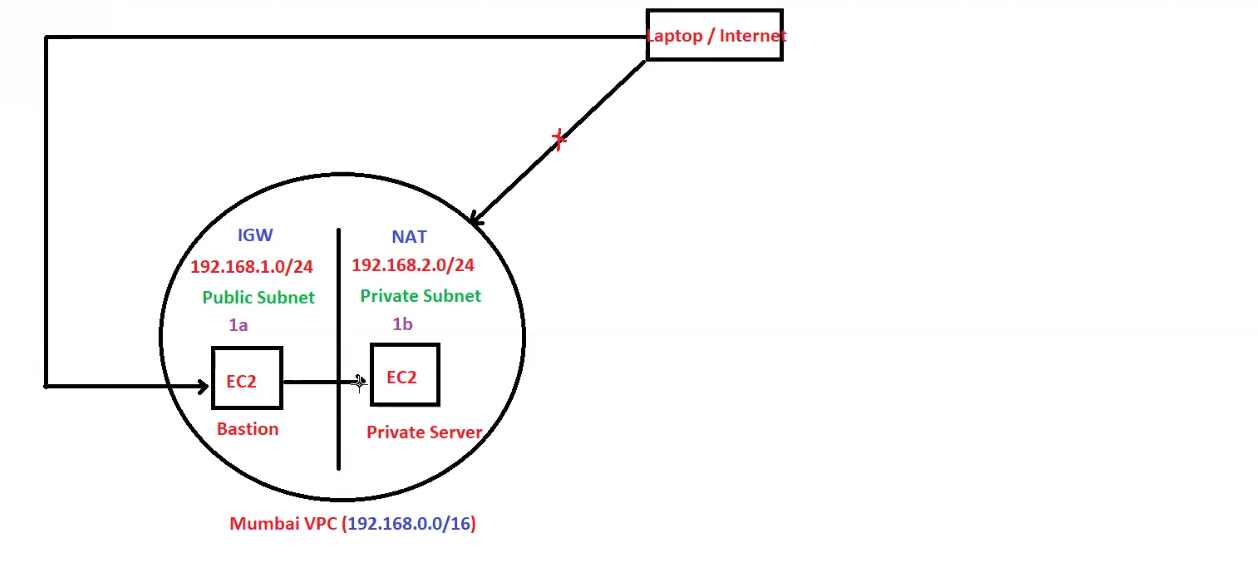 Laptop / Internet
IGW
192.168.1.0/24
Public Subnet
1a
EC2
Bastion
NAT
192.168.2.0/24
Private Subnet
1b
EC2
Private Server
Mumbai VPC (192.168.0.0/16)